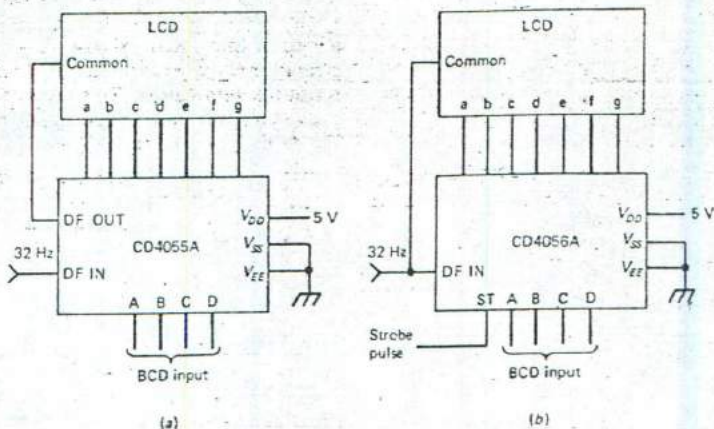 LCD
Common
a b c d e f g
DF OUT
V_DD 5 V
CD4055A
V_SS
32 Hz
DF IN
V_EE
A B C D
BCD input
(a)
LCD
Common
a b c d e f g
V_DD 5 V
CD4056A
V_SS
32 Hz
DF IN
V_EE
ST A B C D
Strobe
pulse
BCD input
(b)